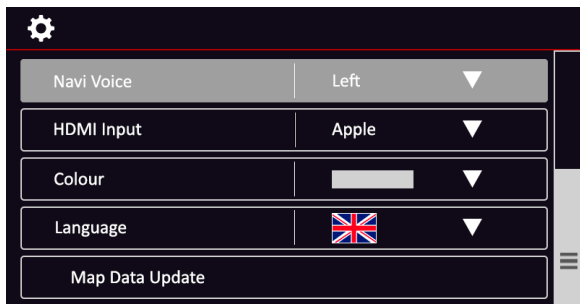 Navi Voice Left
HDMI Input Apple
Colour
Language
Map Data Update